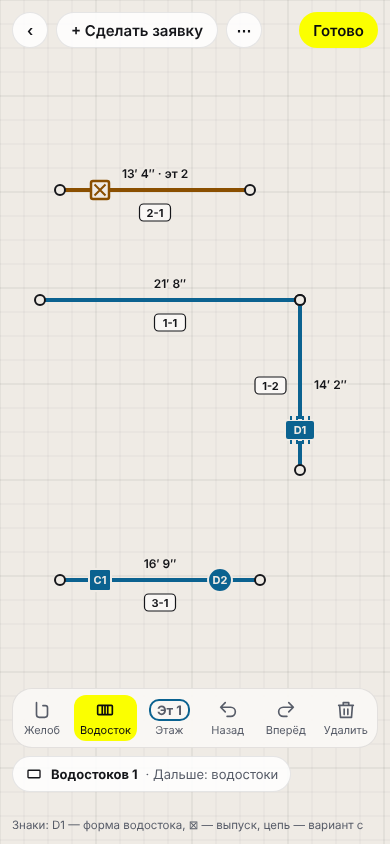 ‹ + Сделать заявку ··· Готово
13′ 4″ · эт 2
2-1
21′ 8″
1-1
1-2 14′ 2″
D1
16′ 9″
C1 D2
3-1
Желоб Водосток Эт 1 Этаж Назад Вперёд Удалить
Водостоков 1 · Дальше: водостоки
Знаки: D1 — форма водостока, ⊠ — выпуск, цепь — вариант с